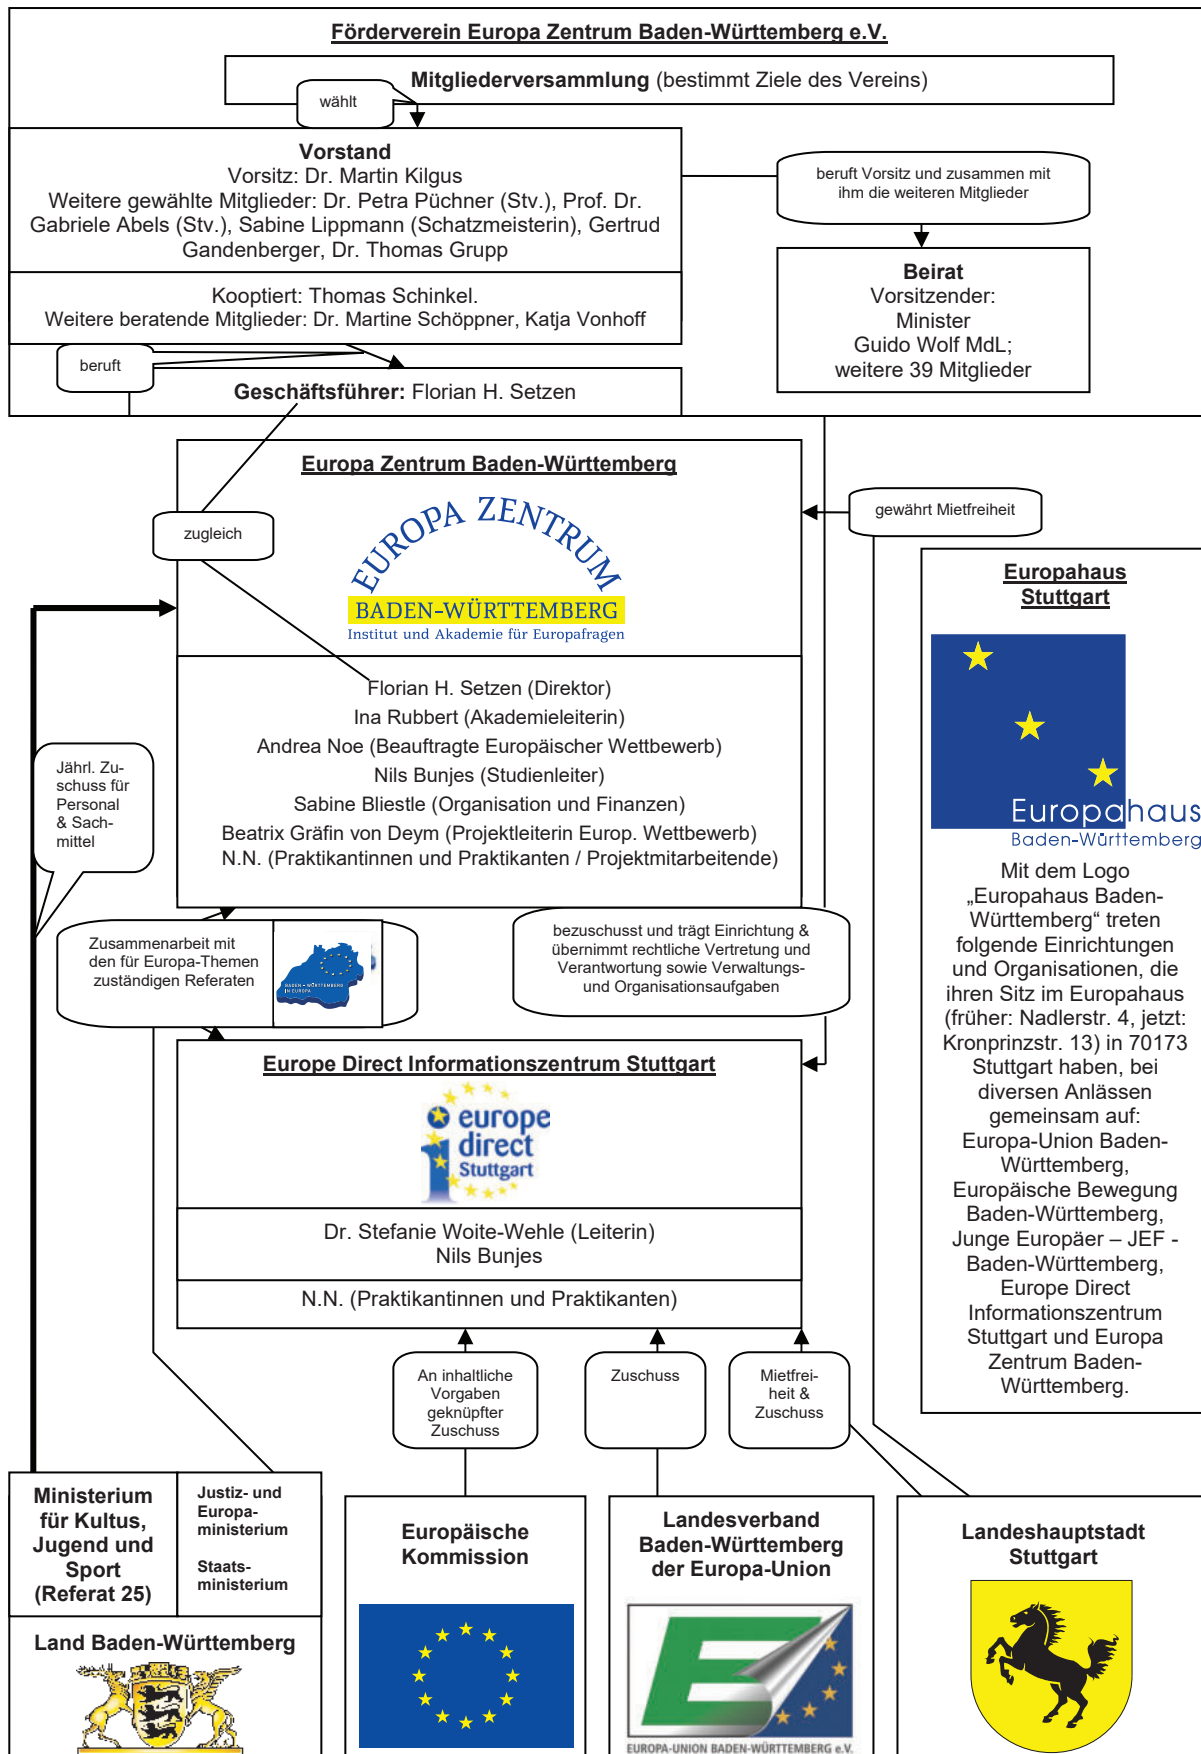 Förderverein Europa Zentrum Baden-Württemberg e.V.
Mitgliederversammlung (bestimmt Ziele des Vereins)
wählt
Vorstand
Vorsitz: Dr. Martin Kilgus
Weitere gewählte Mitglieder: Dr. Petra Püchner (Stv.), Prof. Dr.
Gabriele Abels (Stv.), Sabine Lippmann (Schatzmeisterin), Gertrud
Gandenberger, Dr. Thomas Grupp
beruft Vorsitz und zusammen mit
ihm die weiteren Mitglieder
Kooptiert: Thomas Schinkel.
Weitere beratende Mitglieder: Dr. Martine Schöppner, Katja Vonhoff
Beirat
Vorsitzender:
Minister
Guido Wolf MdL;
weitere 39 Mitglieder
beruft
Geschäftsführer: Florian H. Setzen
Europa Zentrum Baden-Württemberg
EUROPA ZENTRUM
BADEN-WÜRTTEMBERG
Institut und Akademie für Europafragen
zugleich
gewährt Mietfreiheit
Florian H. Setzen (Direktor)
Ina Rubbert (Akademieleiterin)
Andrea Noe (Beauftragte Europäischer Wettbewerb)
Nils Bunjes (Studienleiter)
Sabine Bliestle (Organisation und Finanzen)
Beatrix Gräfin von Deym (Projektleiterin Europ. Wettbewerb)
N.N. (Praktikantinnen und Praktikanten / Projektmitarbeitende)
Jährl. Zu-
schuss für
Personal
& Sach-
mittel
Europahaus
Stuttgart
Europahaus
Baden-Württemberg
Mit dem Logo
„Europahaus Baden-
Württemberg“ treten
folgende Einrichtungen
und Organisationen, die
ihren Sitz im Europahaus
(früher: Nadlerstr. 4, jetzt:
Kronprinzstr. 13) in 70173
Stuttgart haben, bei
diversen Anlässen
gemeinsam auf:
Europa-Union Baden-
Württemberg,
Europäische Bewegung
Baden-Württemberg,
Junge Europäer – JEF -
Baden-Württemberg,
Europe Direct
Informationszentrum
Stuttgart und Europa
Zentrum Baden-
Württemberg.
Zusammenarbeit mit
den für Europa-Themen
zuständigen Referaten
BADEN - WÜRTTEMBERG
IN EUROPA
bezuschusst und trägt Einrichtung &
übernimmt rechtliche Vertretung und
Verantwortung sowie Verwaltungs-
und Organisationsaufgaben
Europe Direct Informationszentrum Stuttgart
europe
direct
Stuttgart
Dr. Stefanie Woite-Wehle (Leiterin)
Nils Bunjes
N.N. (Praktikantinnen und Praktikanten)
An inhaltliche
Vorgaben
geknüpfter
Zuschuss
Zuschuss
Mietfrei-
heit &
Zuschuss
Ministerium
für Kultus,
Jugend und
Sport
(Referat 25)
Justiz- und
Europa-
ministerium
Staats-
ministerium
Land Baden-Württemberg
Europäische
Kommission
Landesverband
Baden-Württemberg
der Europa-Union
E
EUROPA-UNION BADEN-WÜRTTEMBERG e.V.
Landeshauptstadt
Stuttgart